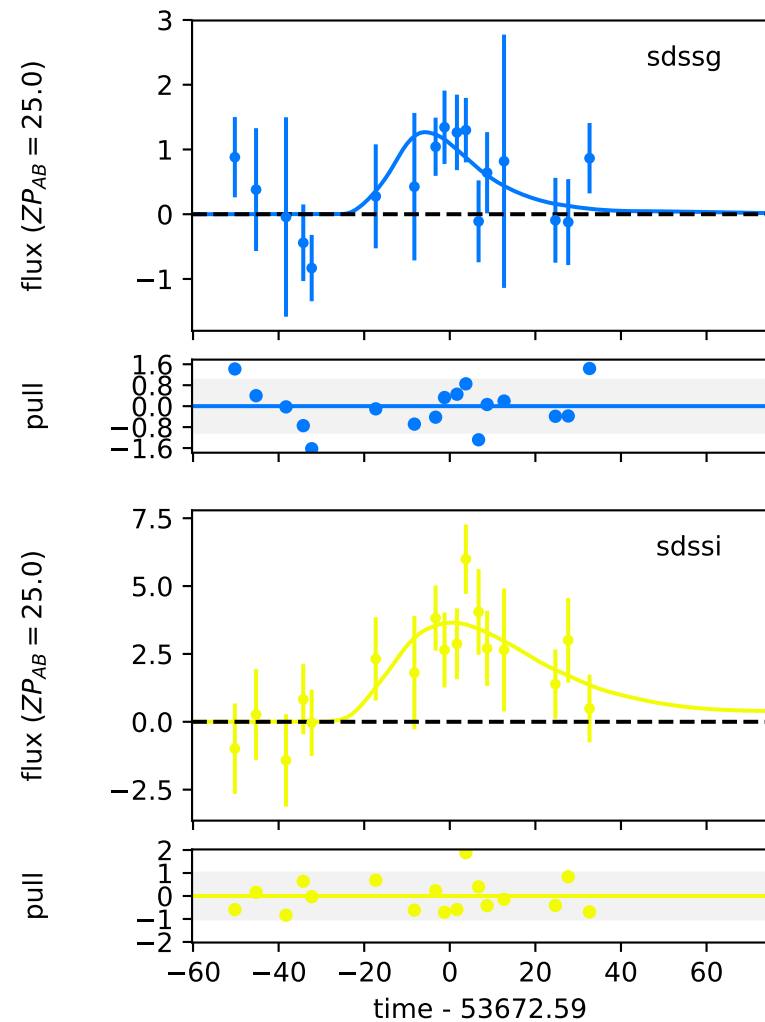 3
2
1
0
−1
flux (ZP_AB = 25.0)
sdssg
1.6
0.8
0.0
−0.8
−1.6
pull
7.5
5.0
2.5
0.0
−2.5
flux (ZP_AB = 25.0)
sdssi
2
1
0
−1
−2
pull
−60 −40 −20 0 20 40 60
time - 53672.59